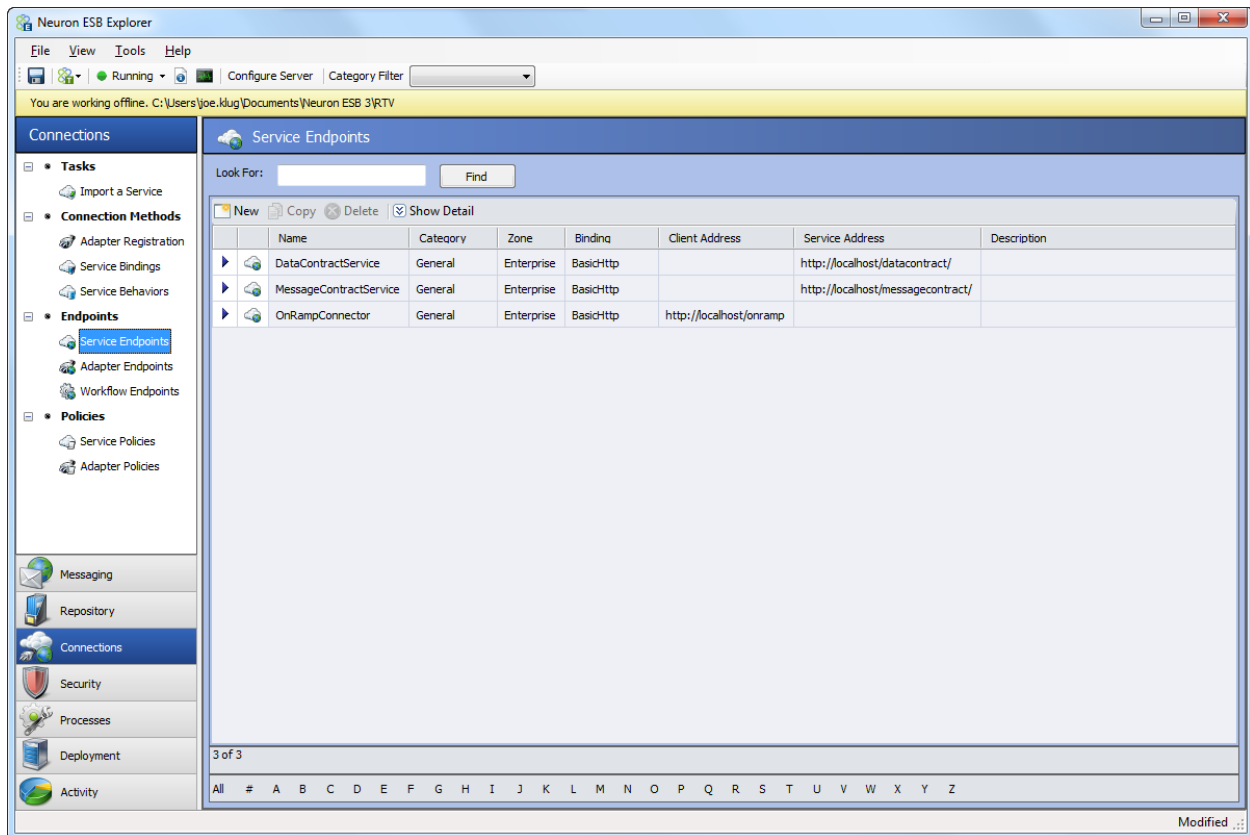 Neuron ESB Explorer
File View Tools Help
Running Configure Server Category Filter
You are working offline. C:\Users\joe.klug\Documents\Neuron ESB 3\RTV
Connections
Tasks
Import a Service
Connection Methods
Adapter Registration
Service Bindings
Service Behaviors
Endpoints
Service Endpoints
Adapter Endpoints
Workflow Endpoints
Policies
Service Policies
Adapter Policies
Messaging
Repository
Connections
Security
Processes
Deployment
Activity
Service Endpoints
Look For: Find
New Copy Delete Show Detail
Name Category Zone Binding Client Address Service Address Description
DataContractService General Enterprise BasicHttp http://localhost/datacontract/
MessageContractService General Enterprise BasicHttp http://localhost/messagecontract/
OnRampConnector General Enterprise BasicHttp http://localhost/onramp
3 of 3
All # A B C D E F G H I J K L M N O P Q R S T U V W X Y Z
Modified